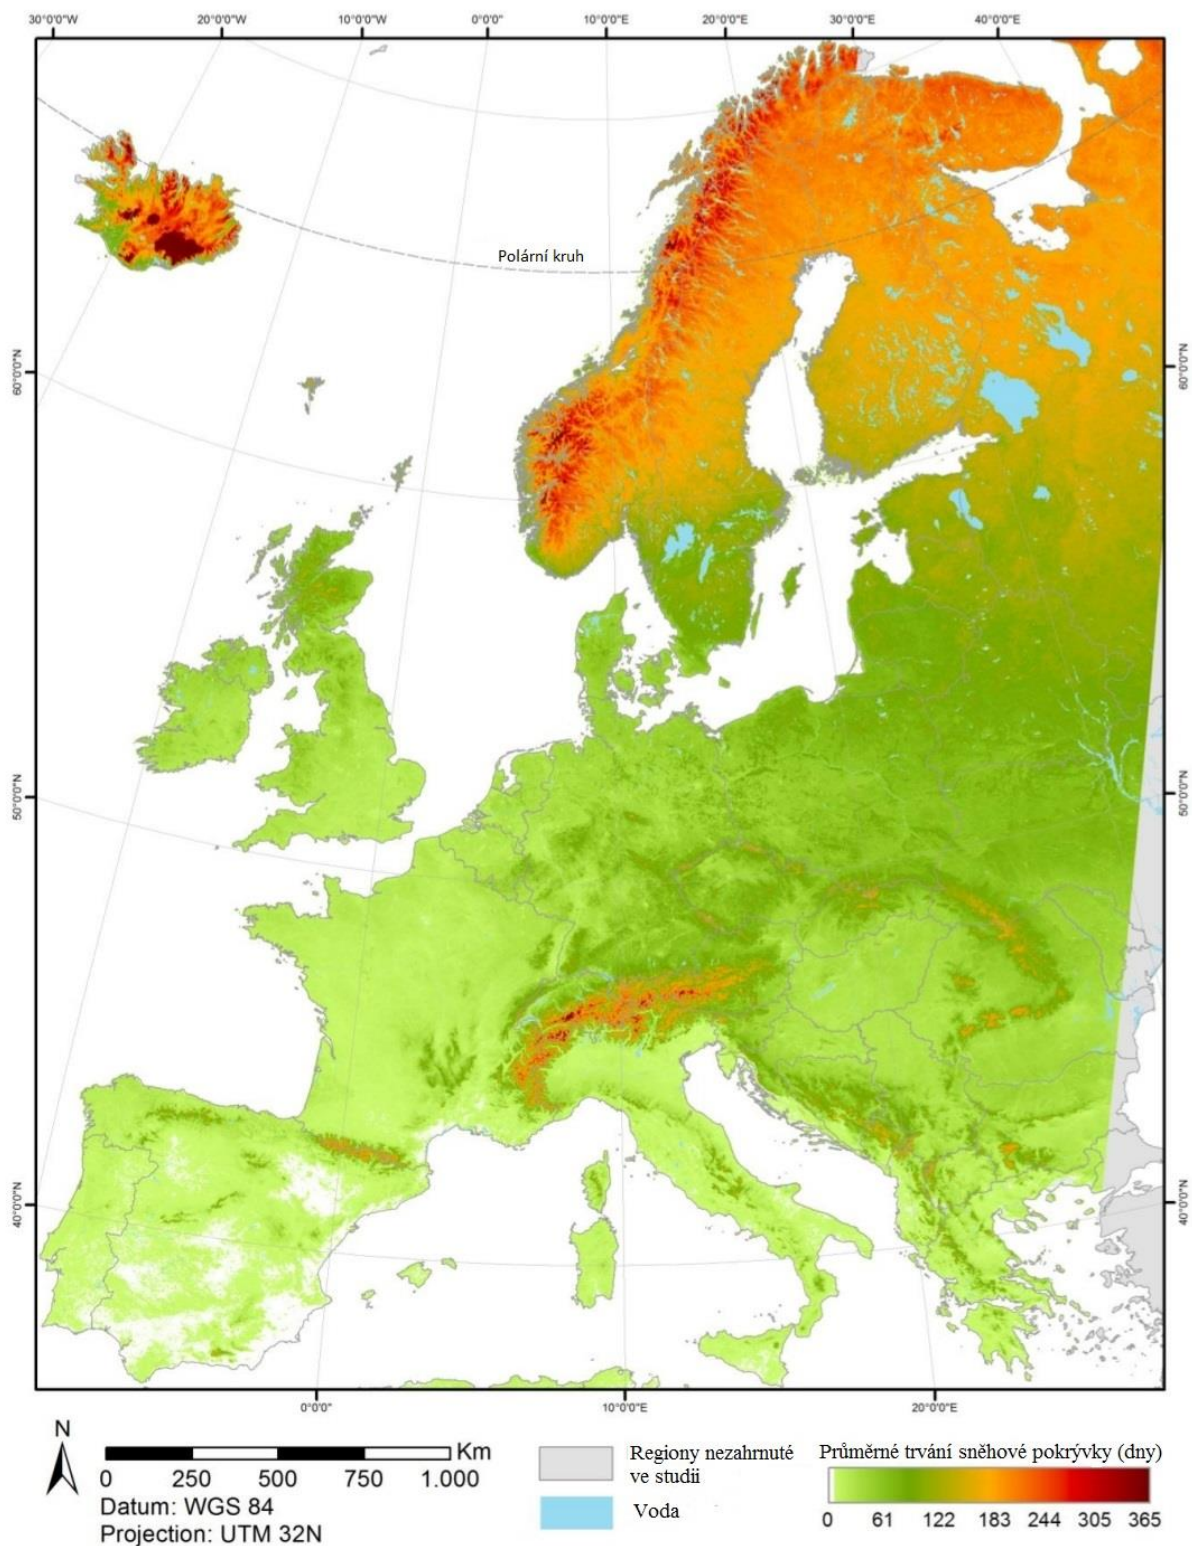 30°0'0"W 20°0'0"W 10°0'0"W 0°0'0" 10°0'0"E 20°0'0"E 30°0'0"E 40°0'0"E
Polární kruh
60°0'0"N 60°0'0"N
50°0'0"N 50°0'0"N
40°0'0"N 40°0'0"N
0°0'0" 10°0'0"E 20°0'0"E
N
Km
0 250 500 750 1.000
Datum: WGS 84
Projection: UTM 32N
Regiony nezahrnuté
ve studii
Voda
Průměrné trvání sněhové pokrývky (dny)
0 61 122 183 244 305 365